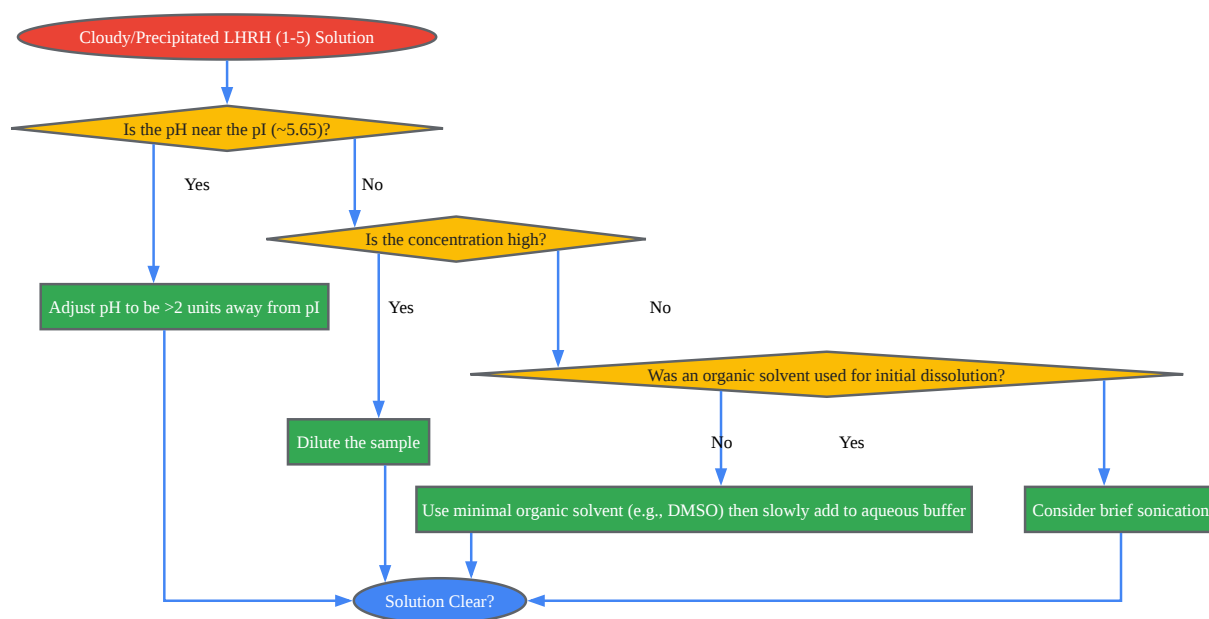 Cloudy/Precipitated LHRH (1-5) Solution
Is the pH near the pI (~5.65)?
Yes
No
Is the concentration high?
Adjust pH to be >2 units away from pI
Yes
No
Was an organic solvent used for initial dissolution?
Dilute the sample
No
Yes
Use minimal organic solvent (e.g., DMSO) then slowly add to aqueous buffer
Consider brief sonication
Solution Clear?